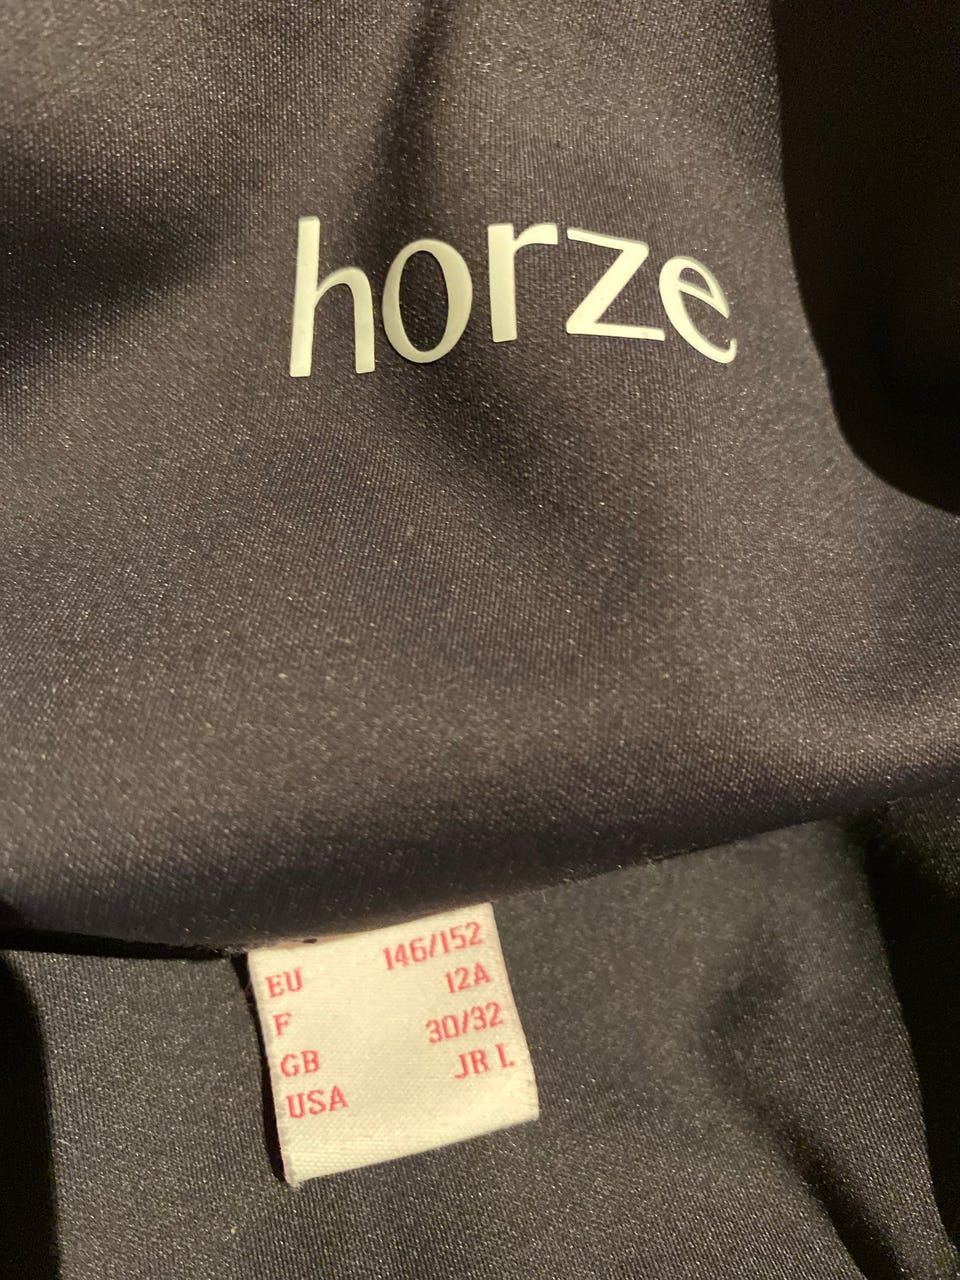 horze
EU 146/152
F 12A
GB 30/32
USA JR L